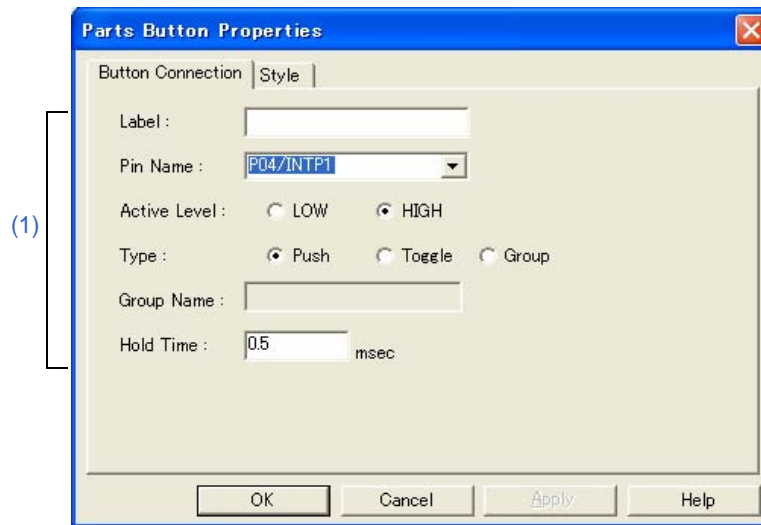 Parts Button Properties
Button Connection Style
Label :
Pin Name : P04/INTP1
Active Level : LOW HIGH
(1)
Type : Push Toggle Group
Group Name :
Hold Time : 0.5 msec
OK Cancel Apply Help